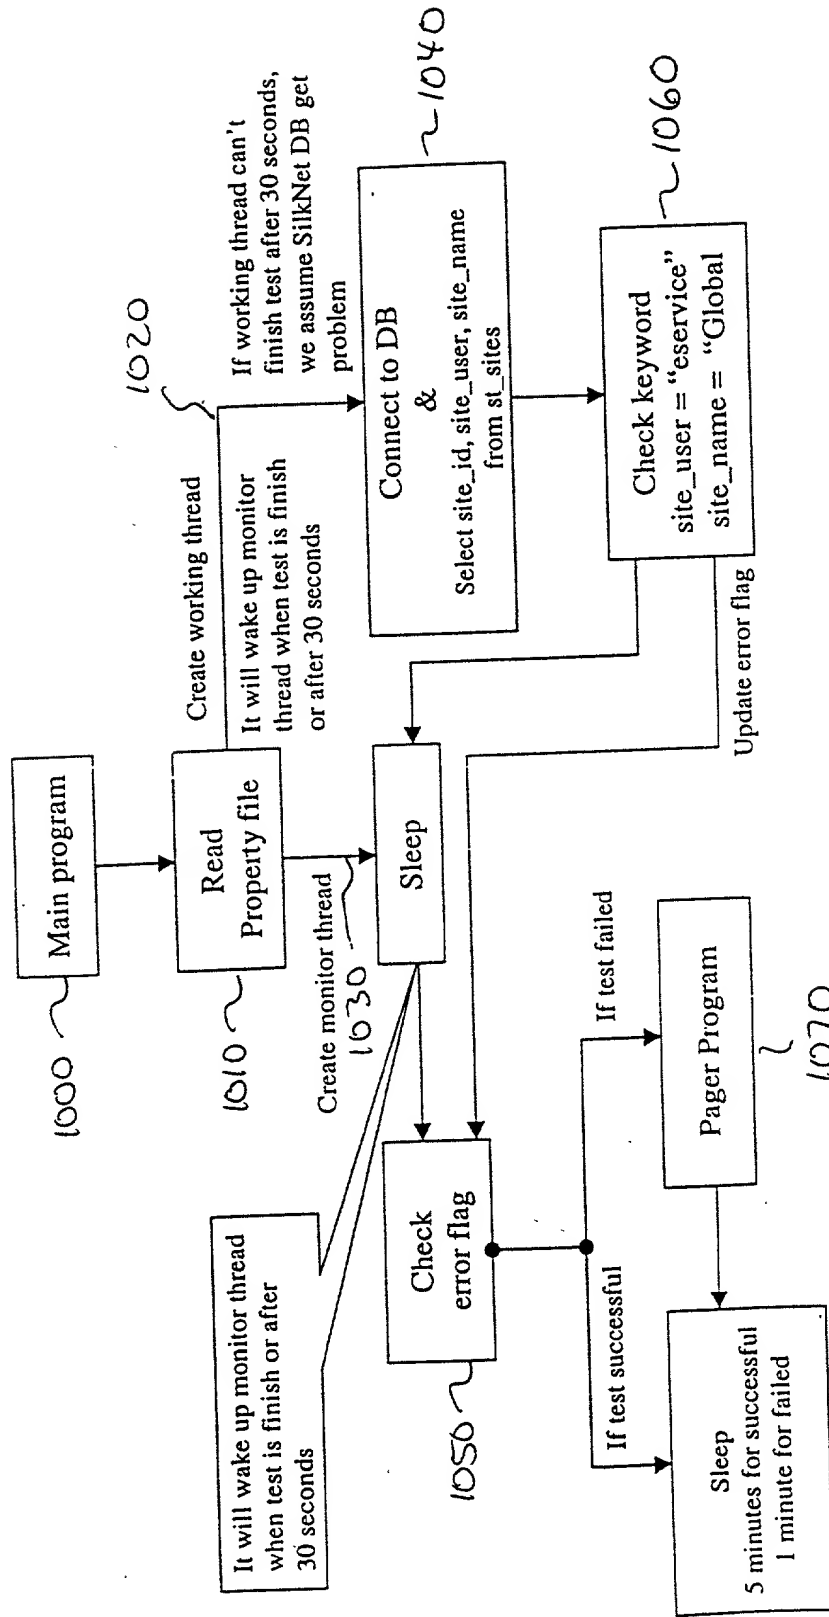 1000
Main program
1010
Read
Property file
Create working thread
1020
It will wake up monitor
thread when test is finish
or after 30 seconds
If working thread can't
finish test after 30 seconds,
we assume SilkNet DB get
problem
Create monitor thread
1030
It will wake up monitor thread
when test is finish or after
30 seconds
Sleep
Connect to DB
&
Select site_id, site_user, site_name
from st_sites
1040
Check
error flag
1050
Check keyword
site_user = “eservice”
site_name = “Global
1060
Update error flag
If test successful
If test failed
Sleep
5 minutes for successful
1 minute for failed
Pager Program
1070